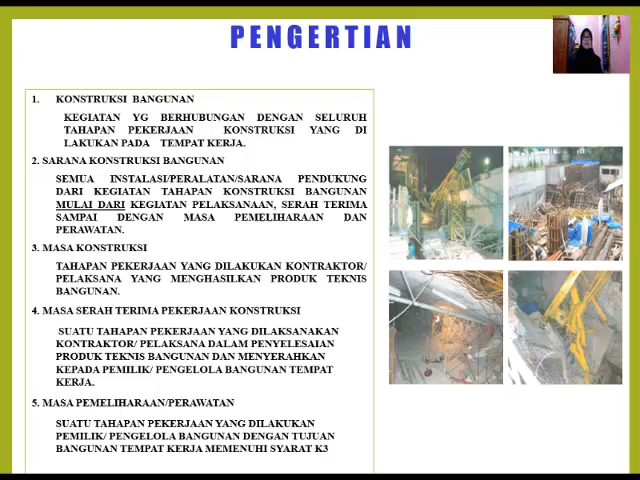 PENGERTIAN
1. KONSTRUKSI BANGUNAN
KEGIATAN YG BERHUBUNGAN DENGAN SELURUH
TAHAPAN PEKERJAAN KONSTRUKSI YANG DI
LAKUKAN PADA TEMPAT KERJA.
2. SARANA KONSTRUKSI BANGUNAN
SEMUA INSTALASI/PERALATAN/SARANA PENDUKUNG
DARI KEGIATAN TAHAPAN KONSTRUKSI BANGUNAN
MULAI DARI KEGIATAN PELAKSANAAN, SERAH TERIMA
SAMPAI DENGAN MASA PEMELIHARAAN DAN
PERAWATAN.
3. MASA KONSTRUKSI
TAHAPAN PEKERJAAN YANG DILAKUKAN KONTRAKTOR/
PELAKSANA YANG MENGHASILKAN PRODUK TEKNIS
BANGUNAN.
4. MASA SERAH TERIMA PEKERJAAN KONSTRUKSI
SUATU TAHAPAN PEKERJAAN YANG DILAKSANAKAN
KONTRAKTOR/ PELAKSANA DALAM PENYELESAIAN
PRODUK TEKNIS BANGUNAN DAN MENYERAHKAN
KEPADA PEMILIK/ PENGELOLA BANGUNAN TEMPAT
KERJA.
5. MASA PEMELIHARAAN/PERAWATAN
SUATU TAHAPAN PEKERJAAN YANG DILAKUKAN
PEMILIK/ PENGELOLA BANGUNAN DENGAN TUJUAN
BANGUNAN TEMPAT KERJA MEMENUHI SYARAT K3